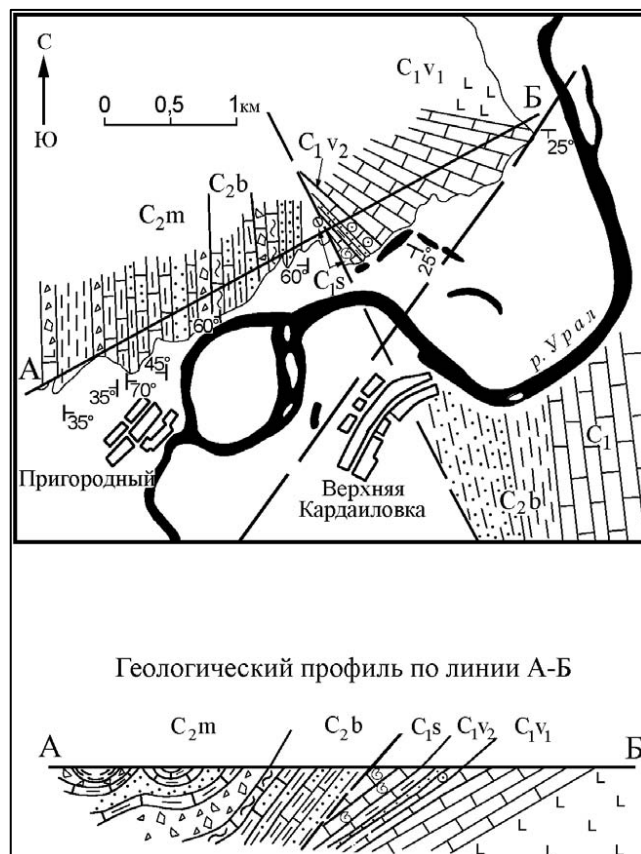 С
Ю
0 0,5 1км
C₁v₁
Б
25°
C₁v₂
C₂m
C₂b
60°
C₁s
25°
60°
А
45°
35° 70°
35°
р. Урал
Пригородный
Верхняя
Кардаиловка
C₁
C₂b
Геологический профиль по линии А-Б
А C₂m C₂b C₁s C₁v₂ C₁v₁ Б